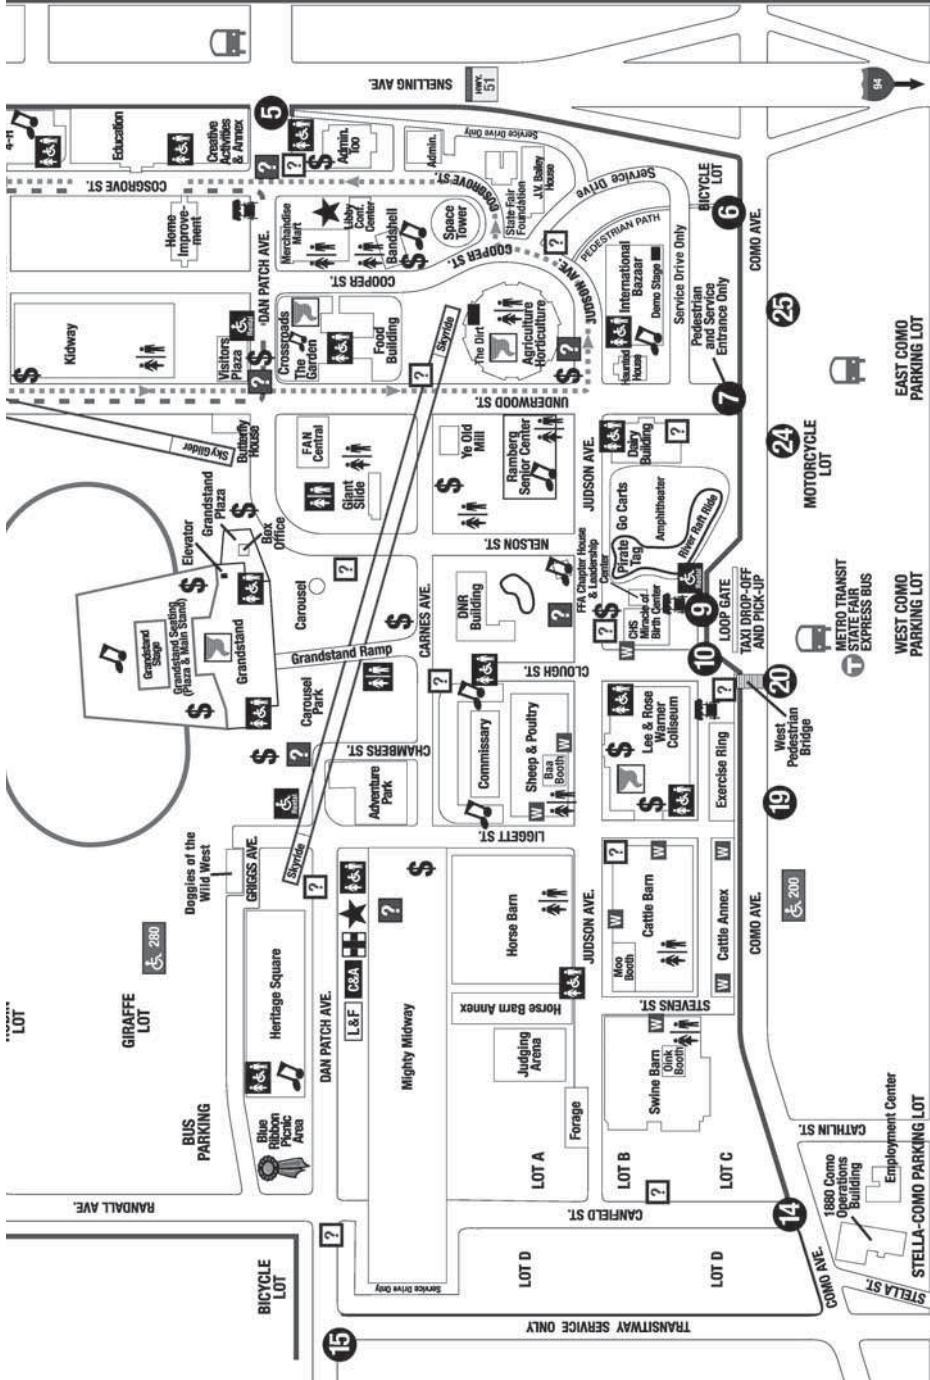 SNELLING AVE.
HWY.
51
94
4-H
Education
Creative
Activities
& Annex
5
Admin.
Too
Admin.
Service Drive Only
COSGROVE ST.
COSGROVE ST.
State Fair
Foundation
J.V. Bailey
House
Service Drive
BICYCLE
LOT
6
COMO AVE.
Home
Improve-
ment
DAN PATCH AVE.
Merchandise
Mart
Libby
Conf.
Center
Bandshell
Space
Tower
COOPER ST.
COOPER ST.
PEDESTRIAN PATH
JUDSON AVE.
International
Bazaar
Demo Stage
Service Drive Only
Pedestrian
and Service
Entrance Only
25
Kidway
Visitors
Plaza
Crossroads
The
Garden
Food
Building
Skyride
The Dirt
Agriculture
Horticulture
Haunted
House
UNDERWOOD ST.
7
EAST COMO
PARKING LOT
SkyGlider
Butterfly
House
FAN
Central
Giant
Slide
Ye Old
Mill
Ramberg
Senior Center
JUDSON AVE.
Dairy
Building
24
MOTORCYCLE
LOT
Elevator
Grandstand
Plaza
Box
Office
NELSON ST.
Go Carts
Amphitheater
Pirate
Tag
River Raft Ride
Grandstand
Stage
Grandstand Seating
(Plaza & Main Stand)
Grandstand
Carousel
CARNES AVE.
DNR
Building
FFA Chapter House
& Leadership
Center
CHS
Miracle of
Birth Center
W
9
LOOP GATE
TAXI DROP-OFF
AND PICK-UP
METRO TRANSIT
STATE FAIR
EXPRESS BUS
WEST COMO
PARKING LOT
Grandstand Ramp
CLOUGH ST.
10
20
West
Pedestrian
Bridge
Carousel
Park
CHAMBERS ST.
Commissary
Sheep & Poultry
Baa
Booth
W
W
Lee & Rose
Warner
Coliseum
Exercise Ring
Adventure
Park
LIGGETT ST.
19
Doggies of the
Wild West
GRIGGS AVE.
Skyride
280
GIRAFFE
LOT
LOT
Heritage Square
DAN PATCH AVE.
L&F
C&A
Mighty Midway
Horse Barn
Horse Barn Annex
JUDSON AVE.
Cattle Barn
Moo
Booth
W
W
Cattle Annex
W
W
STEVENS ST.
COMO AVE.
200
BUS
PARKING
Blue
Ribbon
Picnic
Area
Judging
Arena
Forage
Swine Barn
Oink
Booth
W
LOT A
LOT B
LOT C
CATHLIN ST.
RANDALL AVE.
CANFIELD ST.
14
1880 Como
Operations
Building
Employment Center
STELLA-COMO PARKING LOT
BICYCLE
LOT
Service Drive Only
LOT D
LOT D
COMO AVE.
STELLA ST.
15
TRANSITWAY SERVICE ONLY